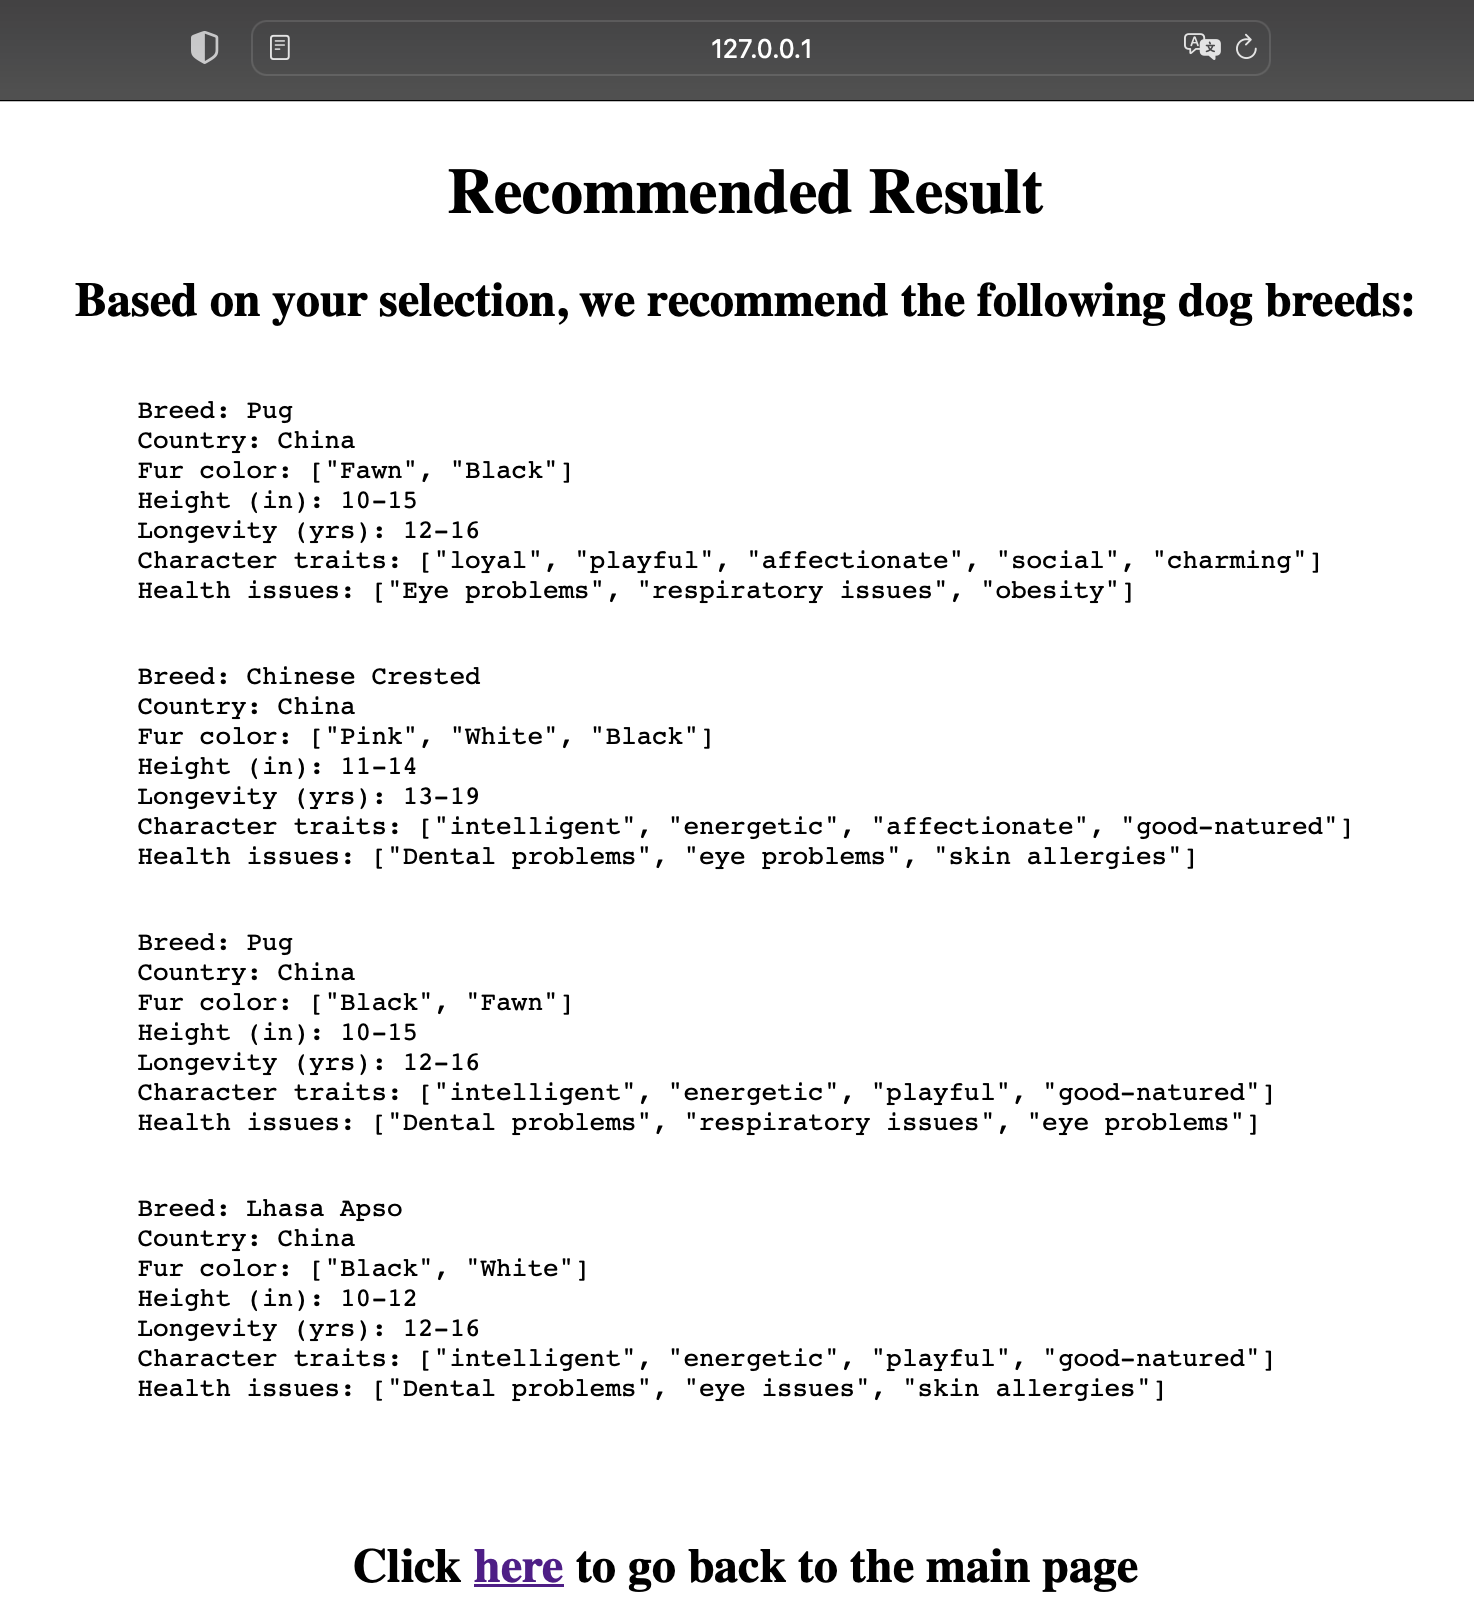 127.0.0.1
Recommended Result
Based on your selection, we recommend the following dog breeds:
Breed: Pug
Country: China
Fur color: ["Fawn", "Black"]
Height (in): 10-15
Longevity (yrs): 12-16
Character traits: ["loyal", "playful", "affectionate", "social", "charming"]
Health issues: ["Eye problems", "respiratory issues", "obesity"]
Breed: Chinese Crested
Country: China
Fur color: ["Pink", "White", "Black"]
Height (in): 11-14
Longevity (yrs): 13-19
Character traits: ["intelligent", "energetic", "affectionate", "good-natured"]
Health issues: ["Dental problems", "eye problems", "skin allergies"]
Breed: Pug
Country: China
Fur color: ["Black", "Fawn"]
Height (in): 10-15
Longevity (yrs): 12-16
Character traits: ["intelligent", "energetic", "playful", "good-natured"]
Health issues: ["Dental problems", "respiratory issues", "eye problems"]
Breed: Lhasa Apso
Country: China
Fur color: ["Black", "White"]
Height (in): 10-12
Longevity (yrs): 12-16
Character traits: ["intelligent", "energetic", "playful", "good-natured"]
Health issues: ["Dental problems", "eye issues", "skin allergies"]
Click here to go back to the main page